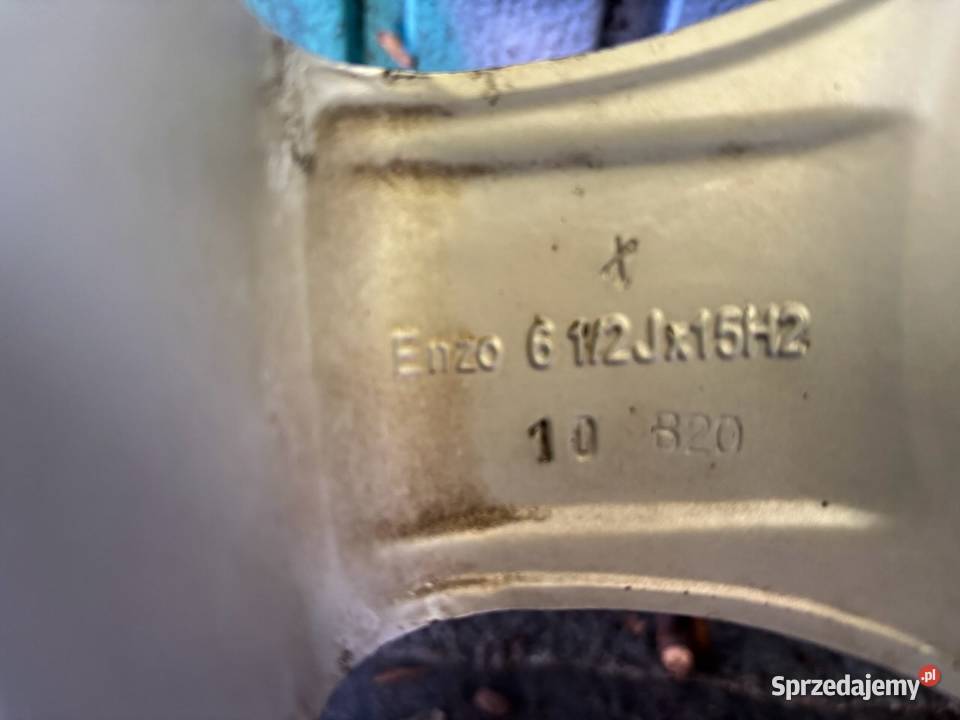 X
Enzo 6 1/2Jx15H2
10 820
Sprzedajemy.pl